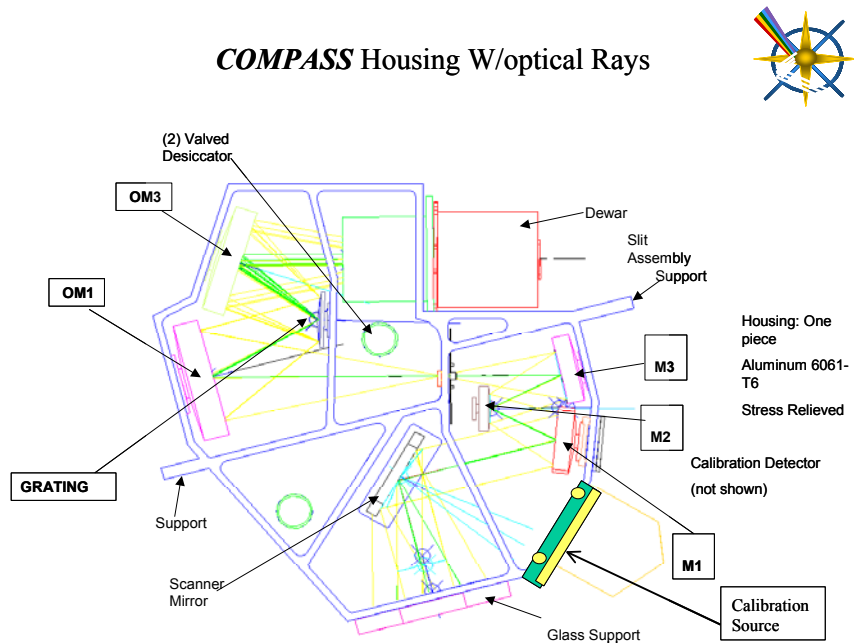 COMPASS Housing W/optical Rays
(2) Valved
Desiccator
OM3
Dewar
Slit
Assembly
Support
OM1
Housing: One
piece
Aluminum 6061-
T6
Stress Relieved
M3
M2
Calibration Detector
(not shown)
GRATING
Support
Scanner
Mirror
M1
Calibration
Source
Glass Support